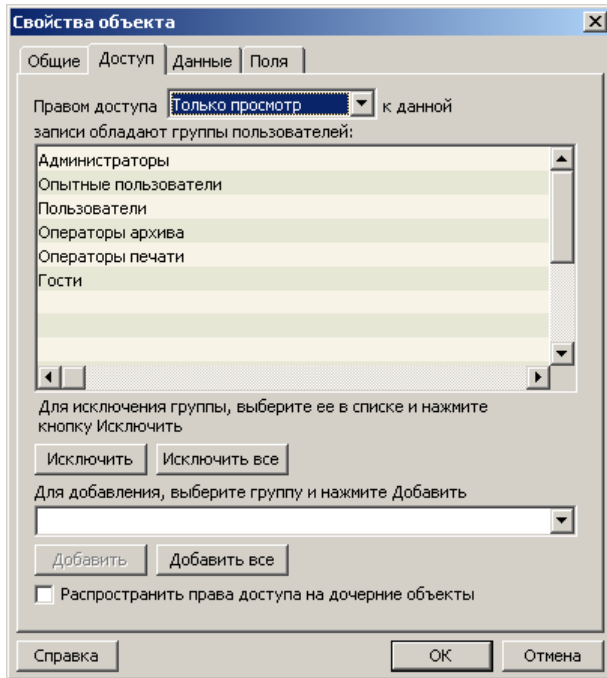 Свойства объекта
Общие Доступ Данные Поля
Правом доступа Только просмотр к данной
записи обладают группы пользователей:
Администраторы
Опытные пользователи
Пользователи
Операторы архива
Операторы печати
Гости
Для исключения группы, выберите ее в списке и нажмите
кнопку Исключить
Исключить Исключить все
Для добавления, выберите группу и нажмите Добавить
Добавить Добавить все
Распространить права доступа на дочерние объекты
Справка ОК Отмена